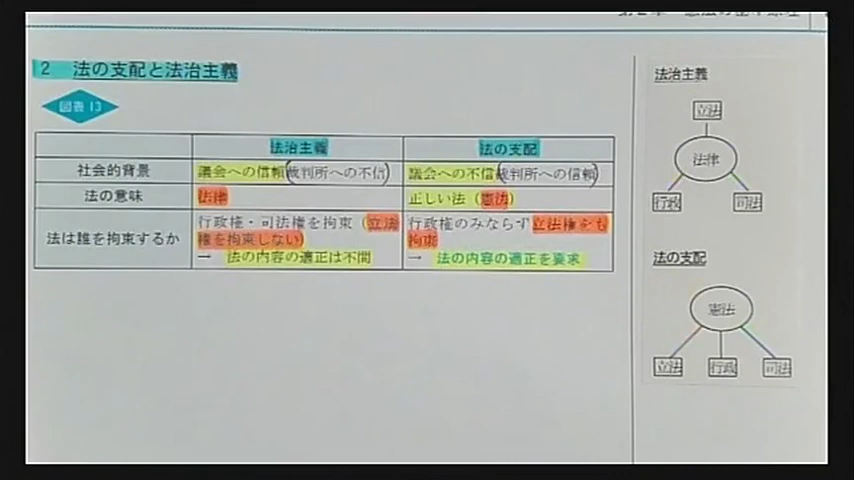 2 法の支配と法治主義
図表 13
法治主義 法の支配
社会的背景 議会への信頼(裁判所への不信) 議会への不信(裁判所への信頼)
法の意味 法律 正しい法(憲法)
法は誰を拘束するか 行政権・司法権を拘束(立法権を拘束しない) 行政権のみならず立法権をも拘束
→ 法の内容の適正は不問 → 法の内容の適正を要求
法治主義
立法
法律
行政 司法
法の支配
憲法
立法 行政 司法